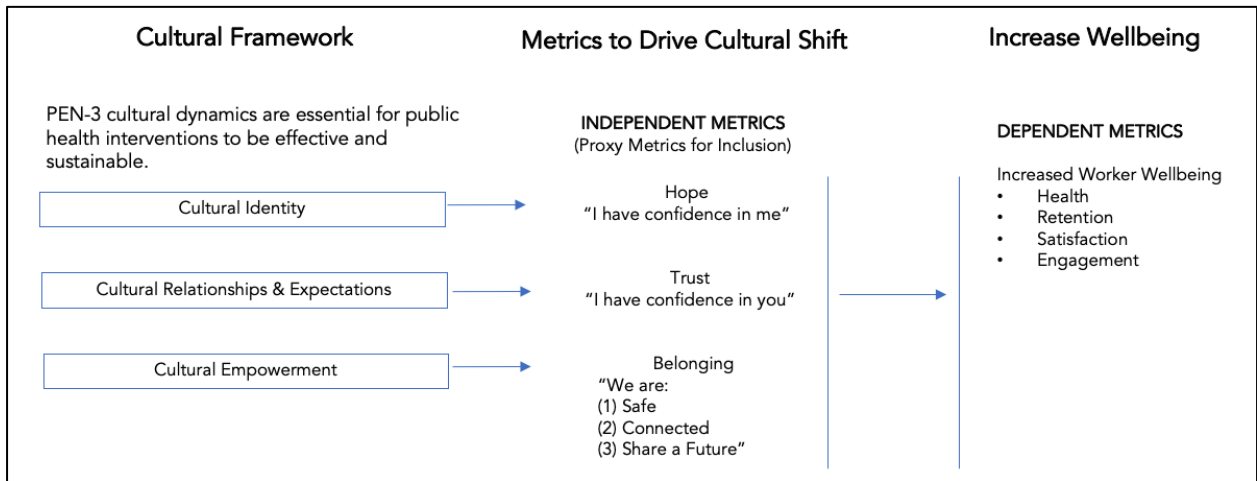 Cultural Framework
PEN-3 cultural dynamics are essential for public
health interventions to be effective and
sustainable.
Cultural Identity
Cultural Relationships & Expectations
Cultural Empowerment
Metrics to Drive Cultural Shift
INDEPENDENT METRICS
(Proxy Metrics for Inclusion)
Hope
“I have confidence in me”
Trust
“I have confidence in you”
Belonging
“We are:
(1) Safe
(2) Connected
(3) Share a Future”
Increase Wellbeing
DEPENDENT METRICS
Increased Worker Wellbeing
• Health
• Retention
• Satisfaction
• Engagement